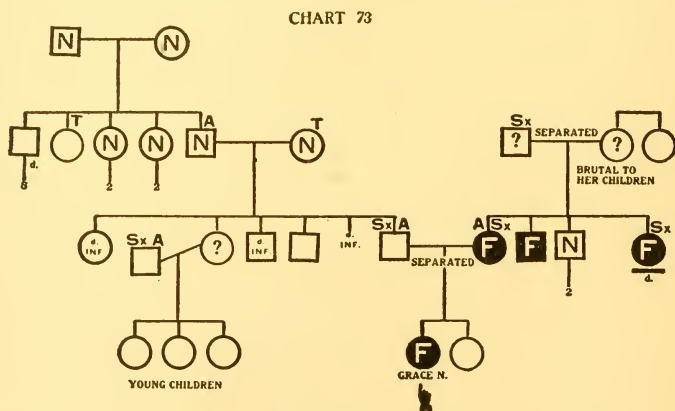 CHART 73
N N
T A
d. N N N N T
8 2 2
Sx
? SEPARATED ?
BRUTAL TO
HER CHILDREN
Sx A Sx A A Sx Sx
d. INF ? d. INF d. INF. SEPARATED F F N F
2 d.
F
GRACE N.
YOUNG CHILDREN